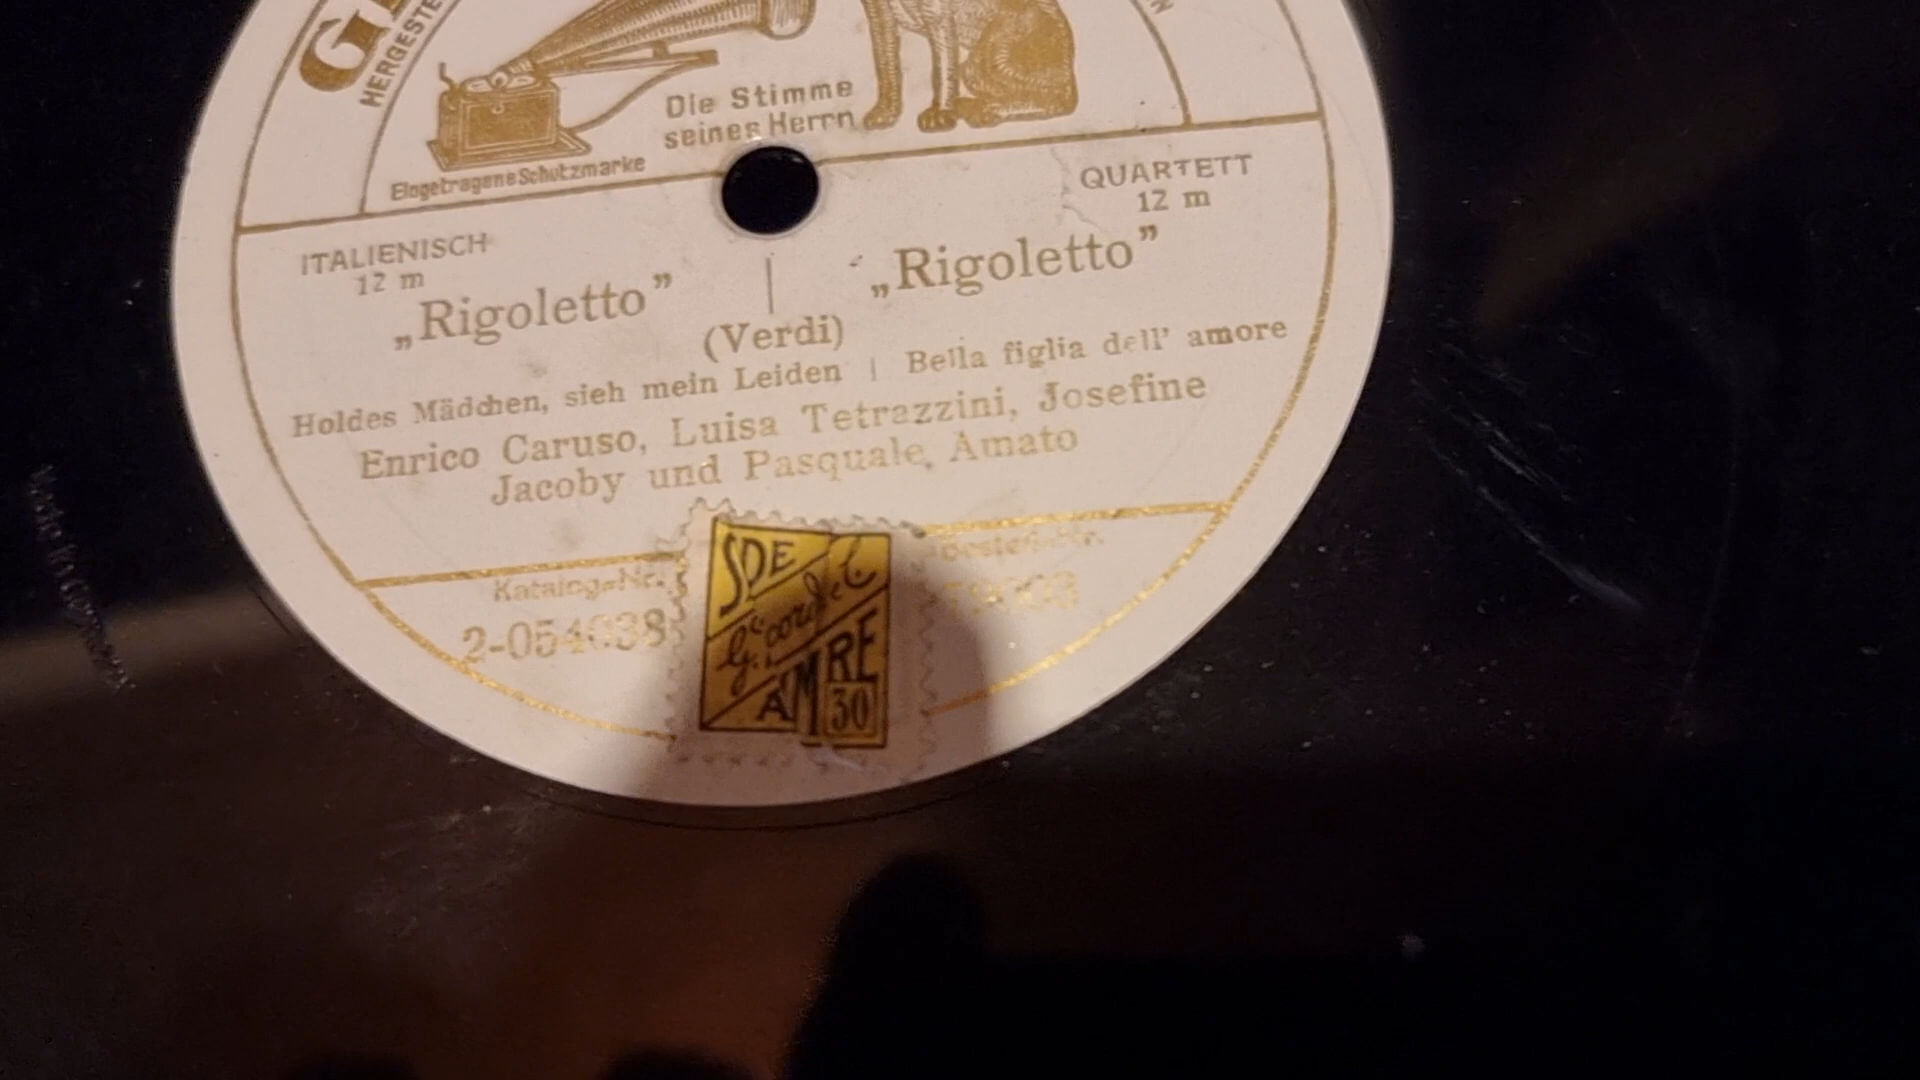 HERGESTE
Die Stimme
seines Herrn
Eingetragene Schutzmarke
ITALIENISCH
12 m
QUARTETT
12 m
„Rigoletto” | „Rigoletto”
(Verdi)
Holdes Mädchen, sieh mein Leiden | Bella figlia dell' amore
Enrico Caruso, Luisa Tetrazzini, Josefine
Jacoby und Pasquale Amato
Katalog-Nr.
2-054038
Bestell-Nr.
SDE
30